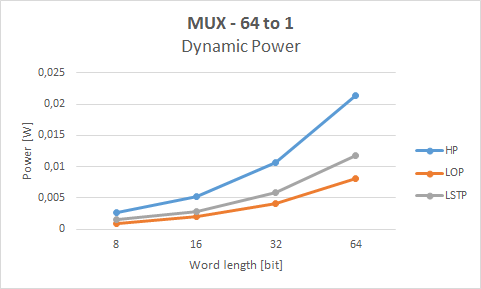 MUX - 64 to 1
Dynamic Power
0,025
0,02
0,015
0,01
0,005
0
Power [W]
8 16 32 64
Word length [bit]
HP
LOP
LSTP